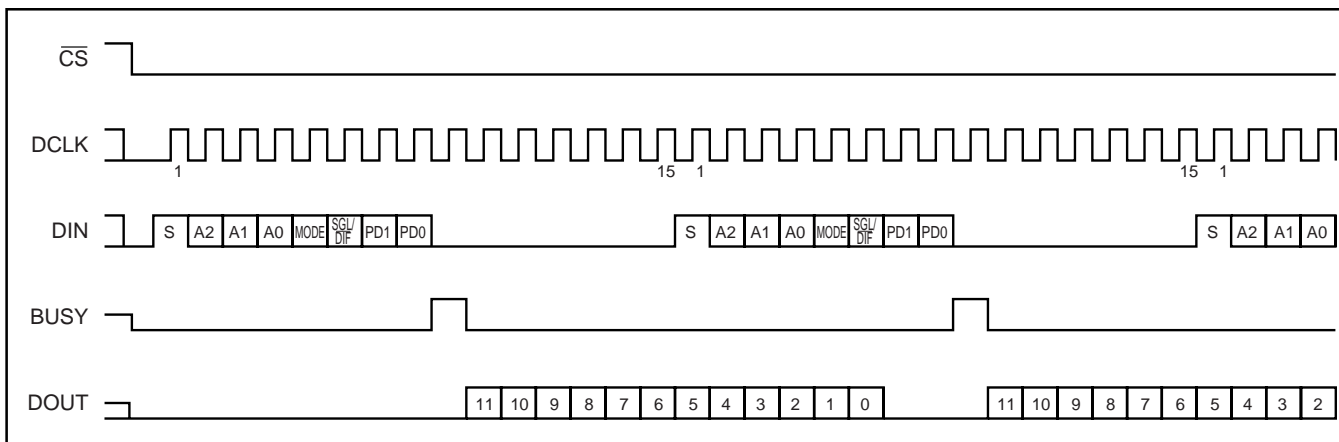 CS
DCLK
1 15 1 15 1
DIN S A2 A1 A0 MODE SGL/DIF PD1 PD0 S A2 A1 A0 MODE SGL/DIF PD1 PD0 S A2 A1 A0
BUSY
DOUT 11 10 9 8 7 6 5 4 3 2 1 0 11 10 9 8 7 6 5 4 3 2